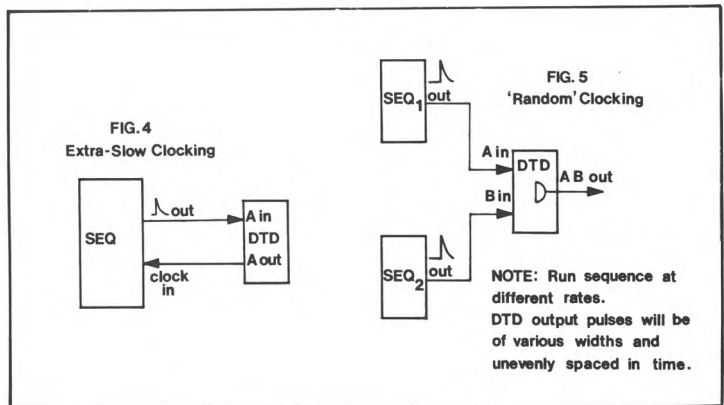 FIG. 4
Extra-Slow Clocking
SEQ
out
A in
DTD
A out
clock
in
FIG. 5
'Random' Clocking
SEQ1
out
A in
DTD
AB out
B in
SEQ2
out
NOTE: Run sequence at
different rates.
DTD output pulses will be
of various widths and
unevenly spaced in time.